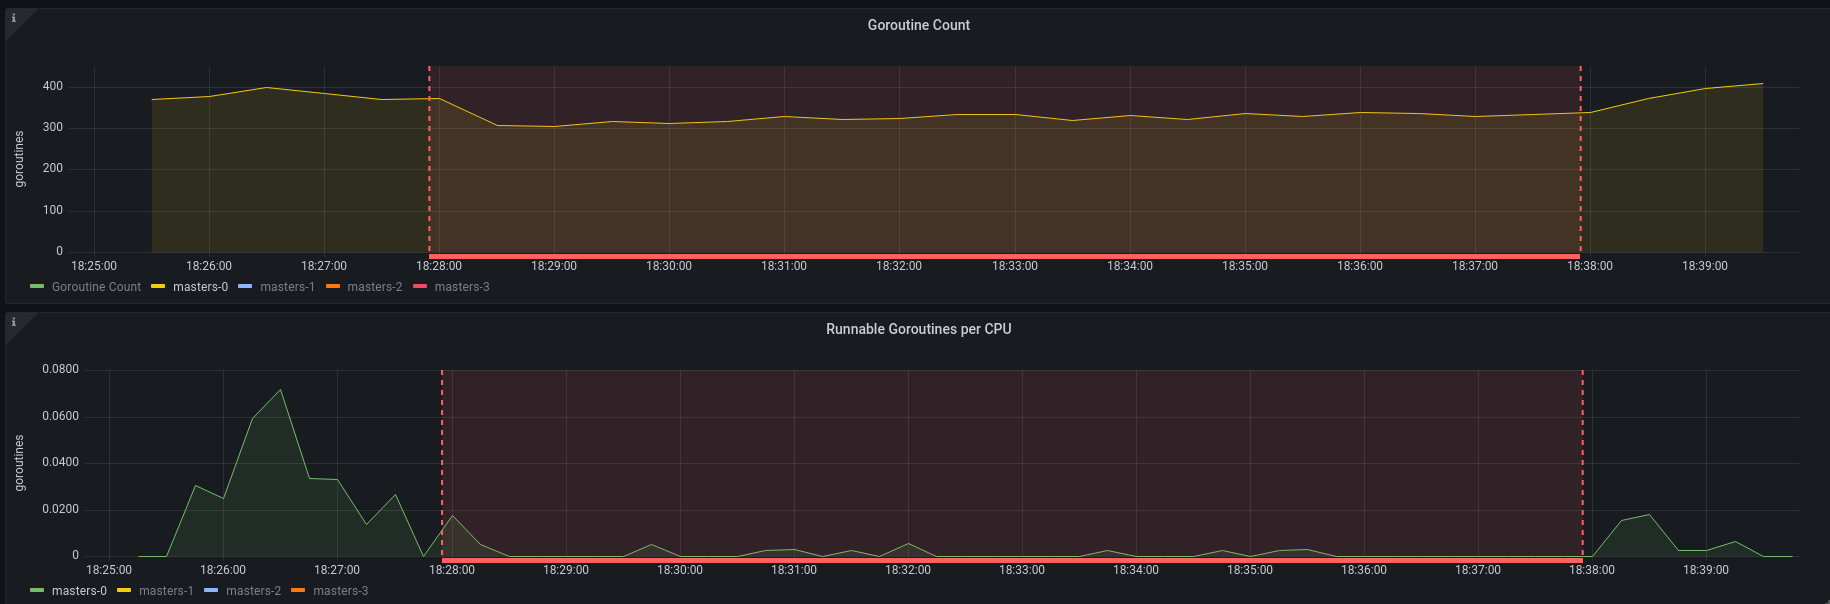 i
Goroutine Count
400
300
200
100
0
goroutines
18:25:00 18:26:00 18:27:00 18:28:00 18:29:00 18:30:00 18:31:00 18:32:00 18:33:00 18:34:00 18:35:00 18:36:00 18:37:00 18:38:00 18:39:00
Goroutine Count masters-0 masters-1 masters-2 masters-3
i
Runnable Goroutines per CPU
0.0800
0.0600
0.0400
0.0200
0
goroutines
18:25:00 18:26:00 18:27:00 18:28:00 18:29:00 18:30:00 18:31:00 18:32:00 18:33:00 18:34:00 18:35:00 18:36:00 18:37:00 18:38:00 18:39:00
masters-0 masters-1 masters-2 masters-3